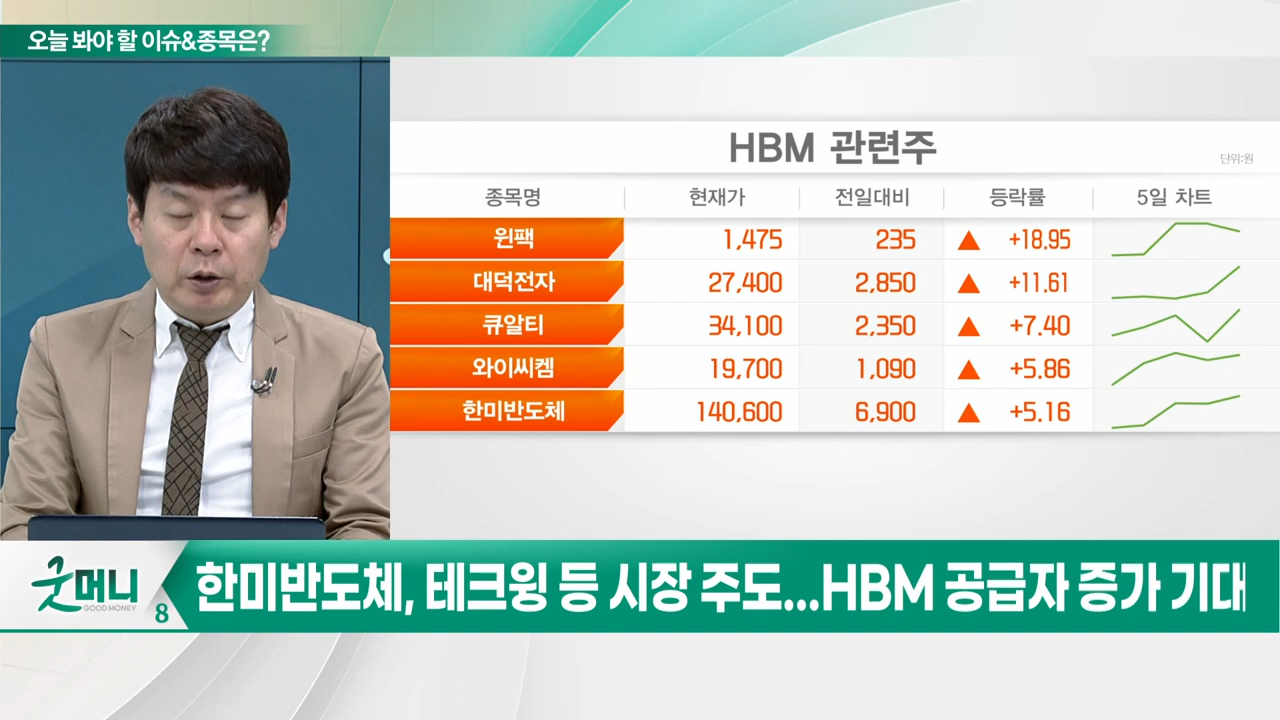 오늘 봐야 할 이슈&종목은?
HBM 관련주
단위:원
종목명 현재가 전일대비 등락률 5일 차트
윈팩 1,475 235 ▲ +18.95
대덕전자 27,400 2,850 ▲ +11.61
큐알티 34,100 2,350 ▲ +7.40
와이씨켐 19,700 1,090 ▲ +5.86
한미반도체 140,600 6,900 ▲ +5.16
굿머니
GOOD MONEY
8
한미반도체, 테크윙 등 시장 주도...HBM 공급자 증가 기대